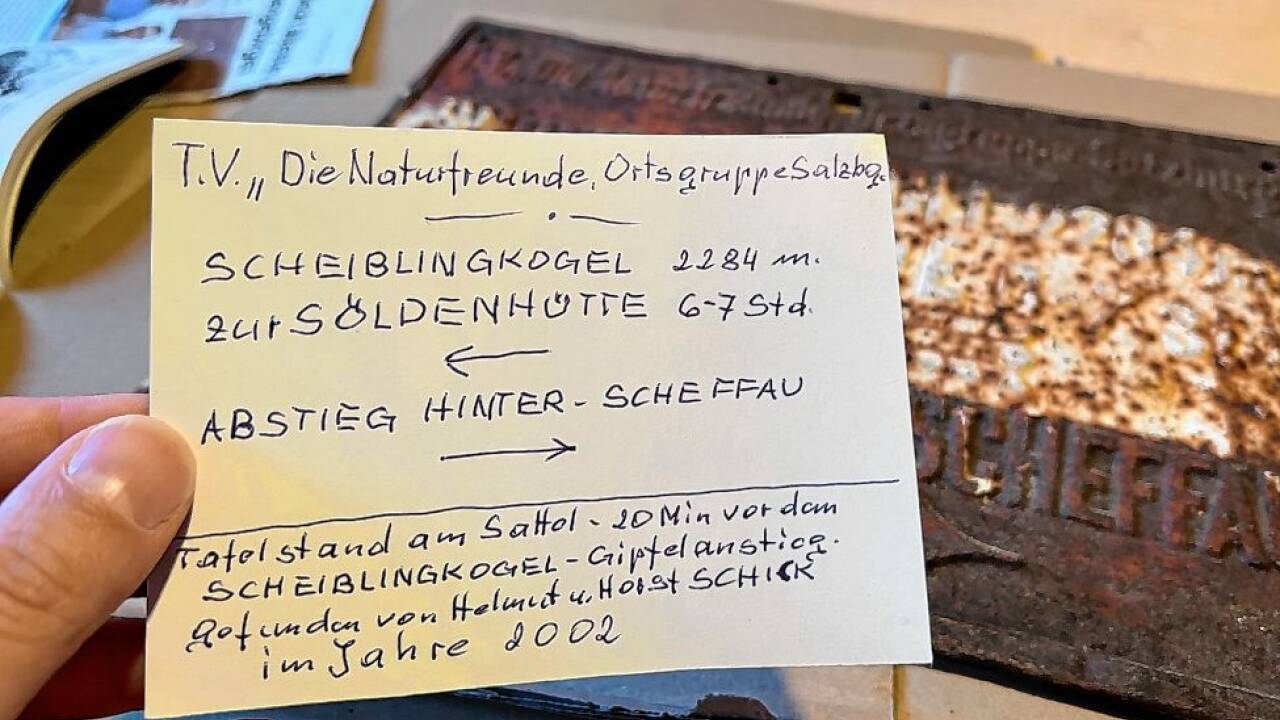 T.V. „Die Naturfreunde, Ortsgruppe Salzbg.
SCHEIBLINGKOGEL 2284 m.
zur SÖLDENHÜTTE 6-7 Std.
←
ABSTIEG HINTER - SCHEFFAU
→
Tafel stand am Sattel - 20 Min vor dem
SCHEIBLINGKOGEL - Gipfelanstieg.
gefunden von Helmut u. Horst SCHICK
im Jahre 2002
SCHEFFAU